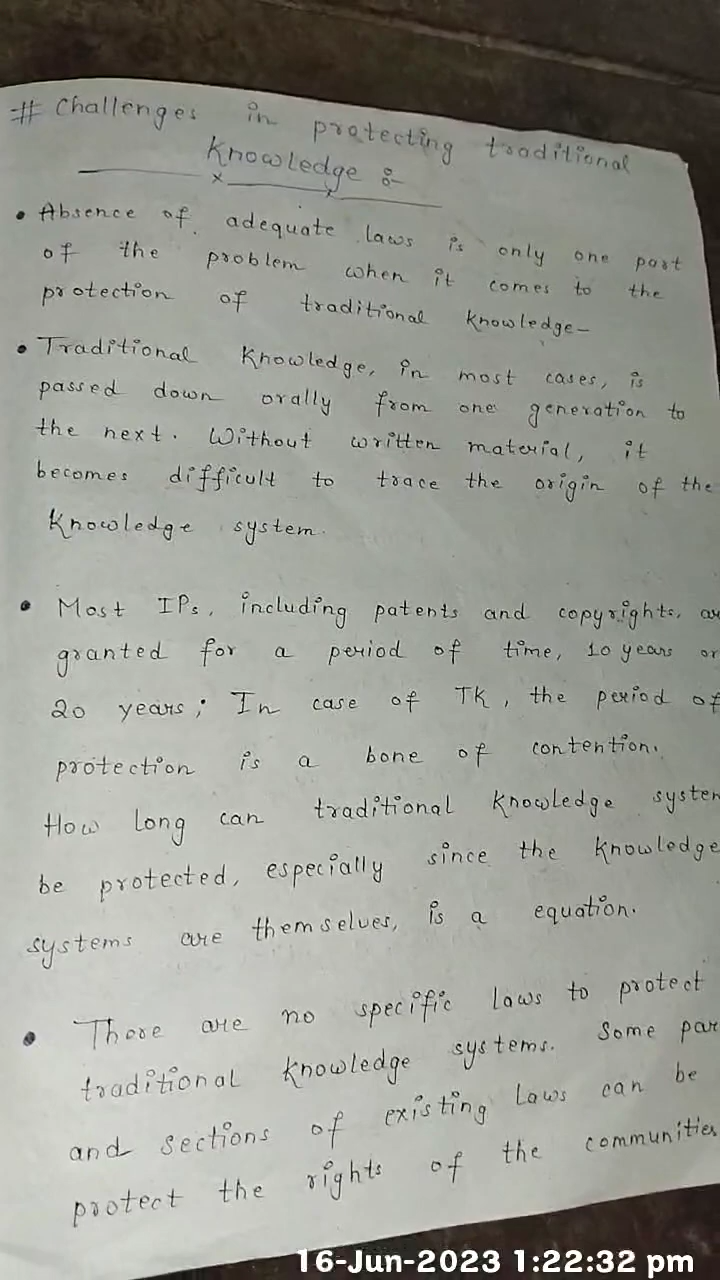 # Challenges in protecting traditional
Knowledge :-
• Absence of adequate laws is only one part
of the problem when it comes to the
protection of traditional Knowledge-
• Traditional Knowledge, in most cases, is
passed down orally from one generation to
the next. Without written material, it
becomes difficult to trace the origin of the
Knowledge system.
• Most IPs, including patents and copyrights, are
granted for a period of time, 10 years or
20 years; In case of TK, the period of
protection is a bone of contention.
How long can traditional Knowledge system
be protected, especially since the Knowledge
systems are themselves, is a equation.
• There are no specific laws to protect
traditional Knowledge systems. Some par
and sections of existing Laws can be
protect the rights of the communities
16-Jun-2023 1:22:32 pm